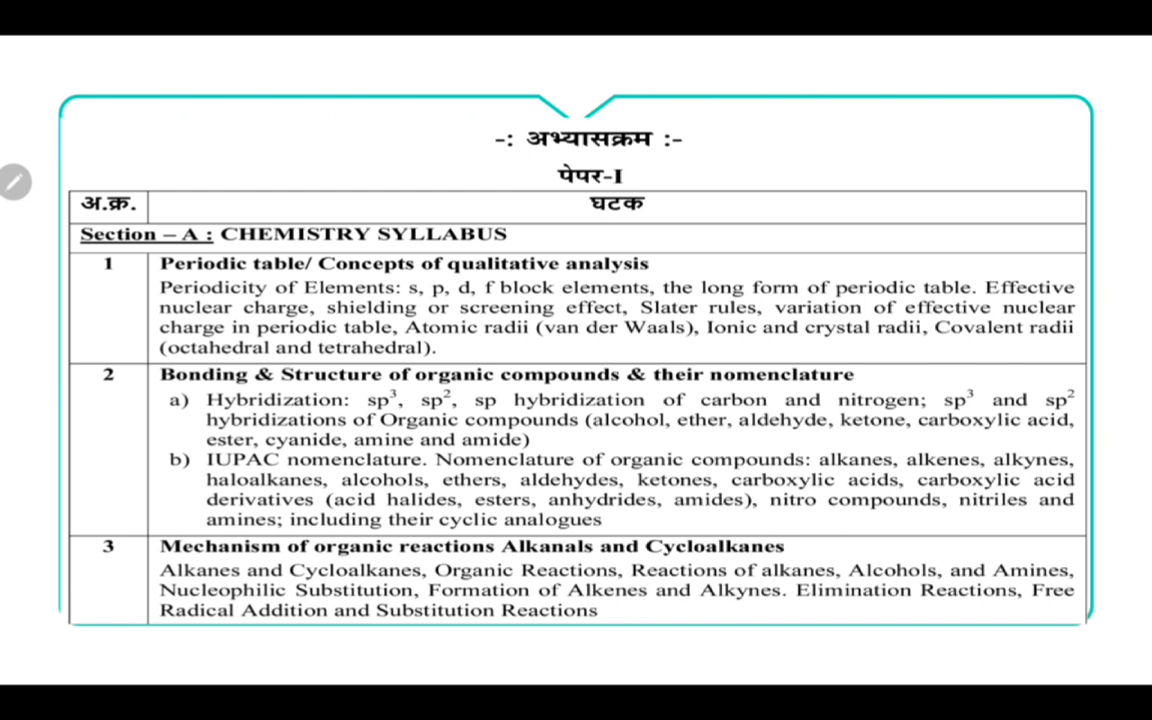 -: अभ्यासक्रम :-
पेपर-I
अ.क्र. घटक
Section – A : CHEMISTRY SYLLABUS
1 Periodic table/ Concepts of qualitative analysis
Periodicity of Elements: s, p, d, f block elements, the long form of periodic table. Effective
nuclear charge, shielding or screening effect, Slater rules, variation of effective nuclear
charge in periodic table, Atomic radii (van der Waals), Ionic and crystal radii, Covalent radii
(octahedral and tetrahedral).
2 Bonding & Structure of organic compounds & their nomenclature
a) Hybridization: sp³, sp², sp hybridization of carbon and nitrogen; sp³ and sp²
hybridizations of Organic compounds (alcohol, ether, aldehyde, ketone, carboxylic acid,
ester, cyanide, amine and amide)
b) IUPAC nomenclature. Nomenclature of organic compounds: alkanes, alkenes, alkynes,
haloalkanes, alcohols, ethers, aldehydes, ketones, carboxylic acids, carboxylic acid
derivatives (acid halides, esters, anhydrides, amides), nitro compounds, nitriles and
amines; including their cyclic analogues
3 Mechanism of organic reactions Alkanals and Cycloalkanes
Alkanes and Cycloalkanes, Organic Reactions, Reactions of alkanes, Alcohols, and Amines,
Nucleophilic Substitution, Formation of Alkenes and Alkynes. Elimination Reactions, Free
Radical Addition and Substitution Reactions